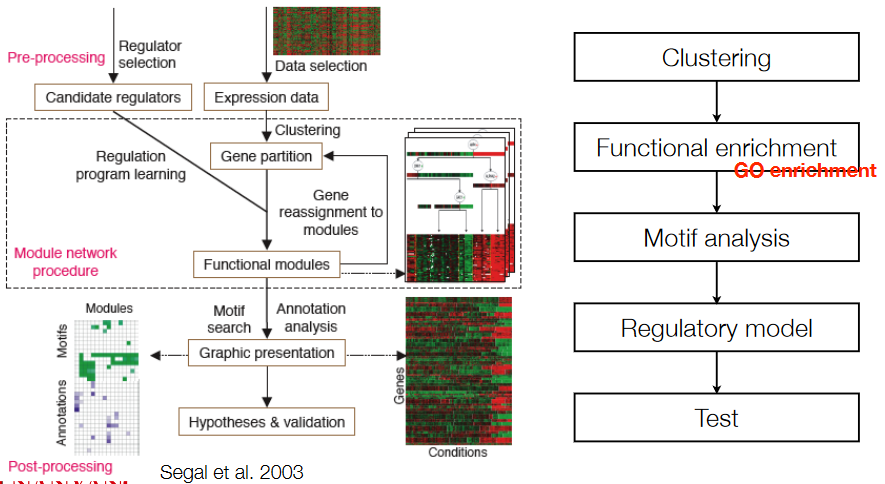 Pre-processing
Regulator
selection
Data selection
Candidate regulators
Expression data
Clustering
Gene partition
Regulation
program learning
Gene
reassignment to
modules
Module network
procedure
Functional modules
Modules
Motif
search
Annotation
analysis
Motifs
Graphic presentation
Annotations
Genes
Hypotheses & validation
Conditions
Post-processing
Segal et al. 2003
Clustering
Functional enrichment
GO enrichment
Motif analysis
Regulatory model
Test